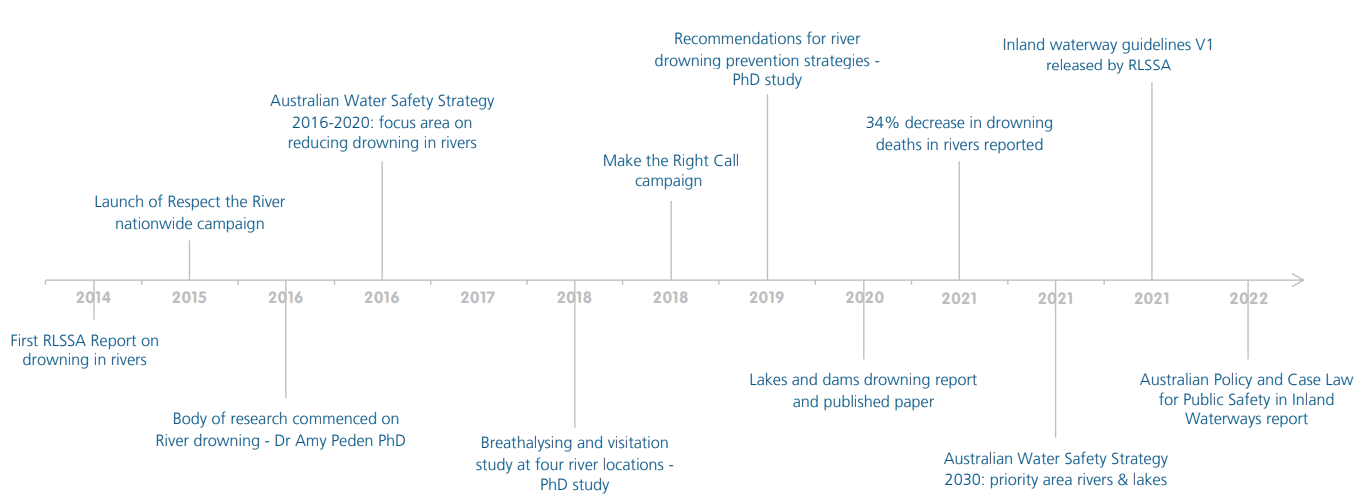 Recommendations for river
drowning prevention strategies -
PhD study
Inland waterway guidelines V1
released by RLSSA
Australian Water Safety Strategy
2016-2020: focus area on
reducing drowning in rivers
34% decrease in drowning
deaths in rivers reported
Make the Right Call
campaign
Launch of Respect the River
nationwide campaign
2014
2015
2016
2016
2017
2018
2018
2019
2020
2021
2021
2021
2022
First RLSSA Report on
drowning in rivers
Lakes and dams drowning report
and published paper
Australian Policy and Case Law
for Public Safety in Inland
Waterways report
Body of research commenced on
River drowning - Dr Amy Peden PhD
Breathalysing and visitation
study at four river locations -
PhD study
Australian Water Safety Strategy
2030: priority area rivers & lakes